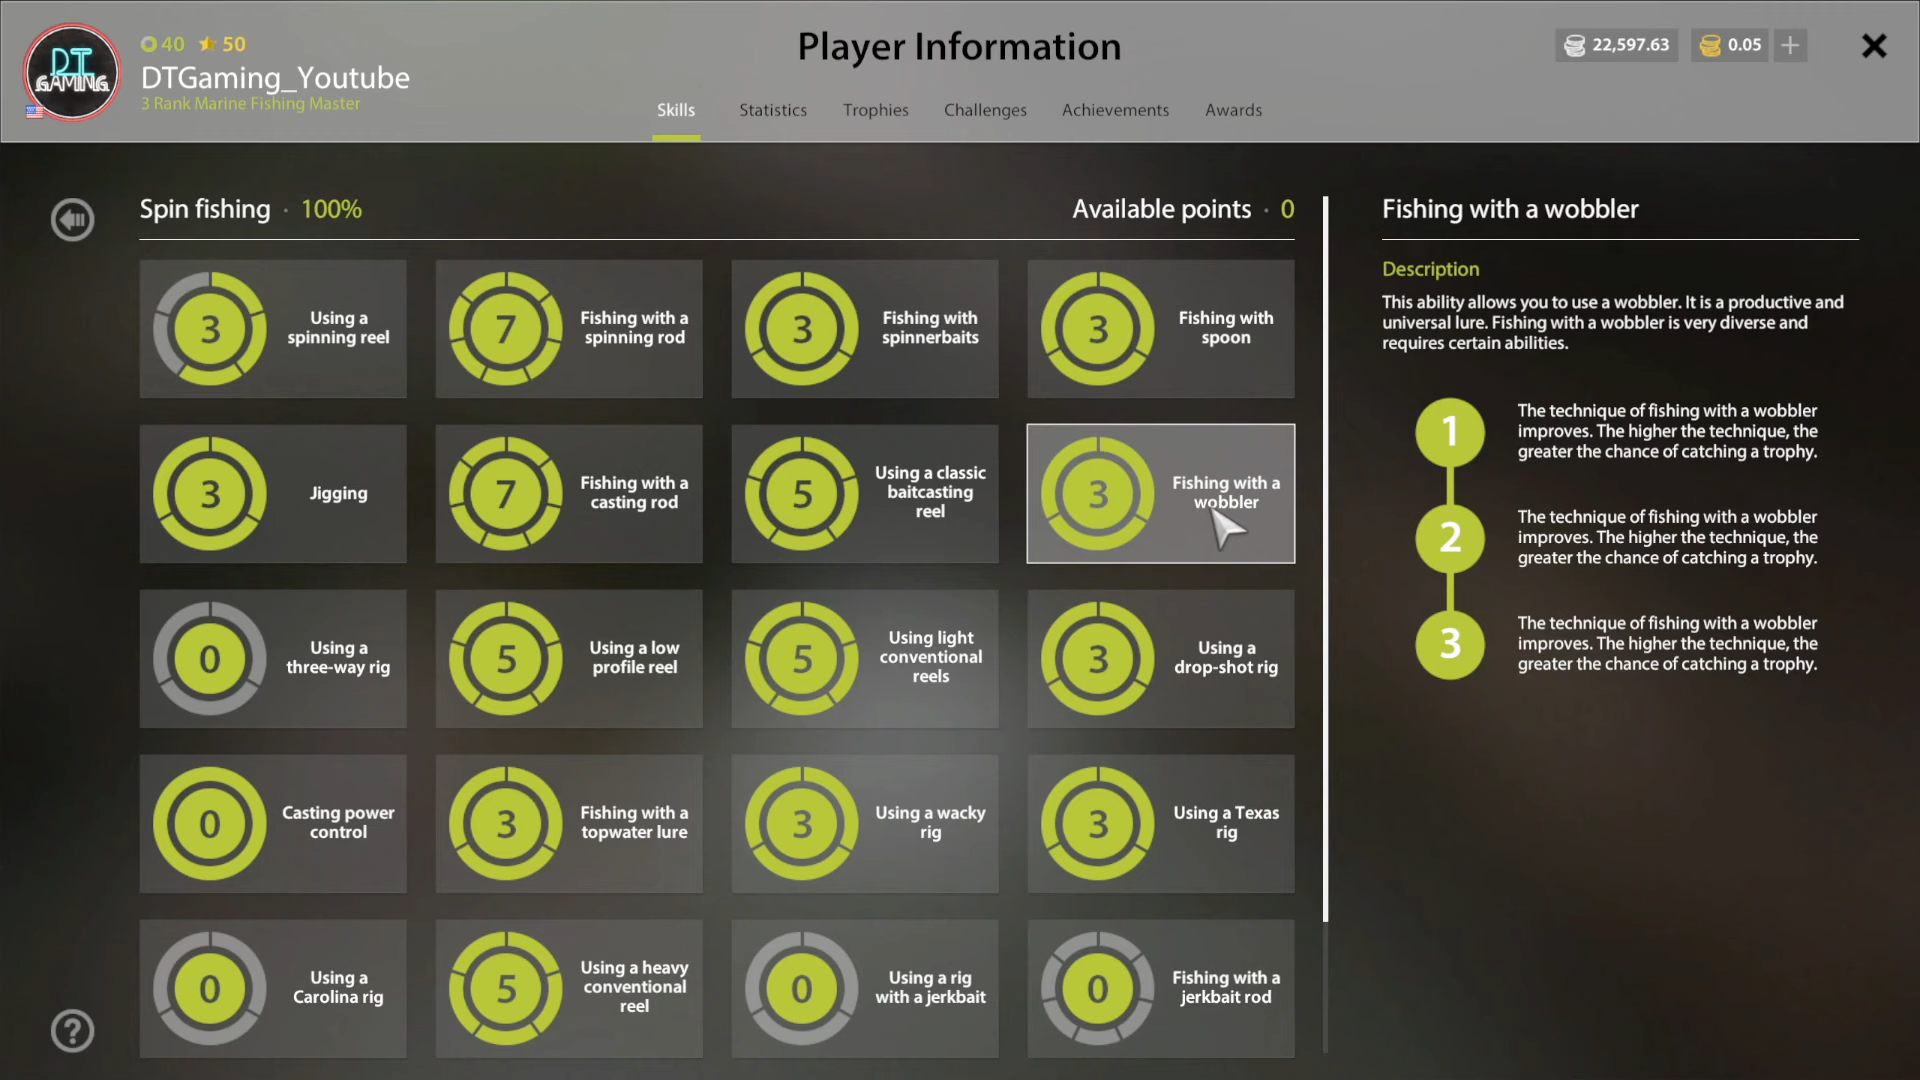 40 50
DTGaming_Youtube
3 Rank Marine Fishing Master
DT
GAMING
Player Information
22,597.63
0.05
Skills
Statistics
Trophies
Challenges
Achievements
Awards
Spin fishing · 100%
Available points · 0
3
Using a
spinning reel
7
Fishing with a
spinning rod
3
Fishing with
spinnerbaits
3
Fishing with
spoon
3
Jigging
7
Fishing with a
casting rod
5
Using a classic
baitcasting
reel
3
Fishing with a
wobbler
0
Using a
three-way rig
5
Using a low
profile reel
5
Using light
conventional
reels
3
Using a
drop-shot rig
0
Casting power
control
3
Fishing with a
topwater lure
3
Using a wacky
rig
3
Using a Texas
rig
0
Using a
Carolina rig
5
Using a heavy
conventional
reel
0
Using a rig
with a jerkbait
0
Fishing with a
jerkbait rod
?
Fishing with a wobbler
Description
This ability allows you to use a wobbler. It is a productive and
universal lure. Fishing with a wobbler is very diverse and
requires certain abilities.
1
The technique of fishing with a wobbler
improves. The higher the technique, the
greater the chance of catching a trophy.
2
The technique of fishing with a wobbler
improves. The higher the technique, the
greater the chance of catching a trophy.
3
The technique of fishing with a wobbler
improves. The higher the technique, the
greater the chance of catching a trophy.